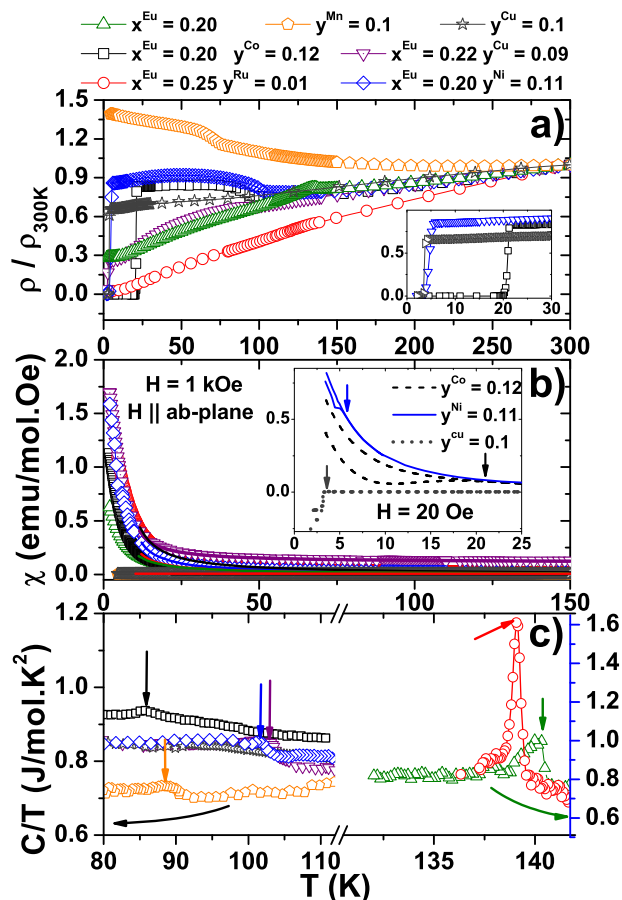 x^Eu = 0.20 y^Mn = 0.1 y^Cu = 0.1
x^Eu = 0.20 y^Co = 0.12 x^Eu = 0.22 y^Cu = 0.09
x^Eu = 0.25 y^Ru = 0.01 x^Eu = 0.20 y^Ni = 0.11
a)
1.5
1.2
0.9
0.6
0.3
0.0
ρ / ρ300K
0.5
0.0
0 10 20 30
0 50 100 150 200 250 300
b)
H = 1 kOe
H || ab-plane
2.0
1.5
1.0
0.5
0.0
χ (emu/mol.Oe)
y^Co = 0.12
y^Ni = 0.11
y^cu = 0.1
0.5
0.0
H = 20 Oe
0 5 10 15 20 25
0 50 100 150
c)
1.2
1.0
0.8
0.6
C/T (J/mol.K²)
1.6
1.4
1.2
1.0
0.8
0.6
80 90 100 110 135 140
T (K)